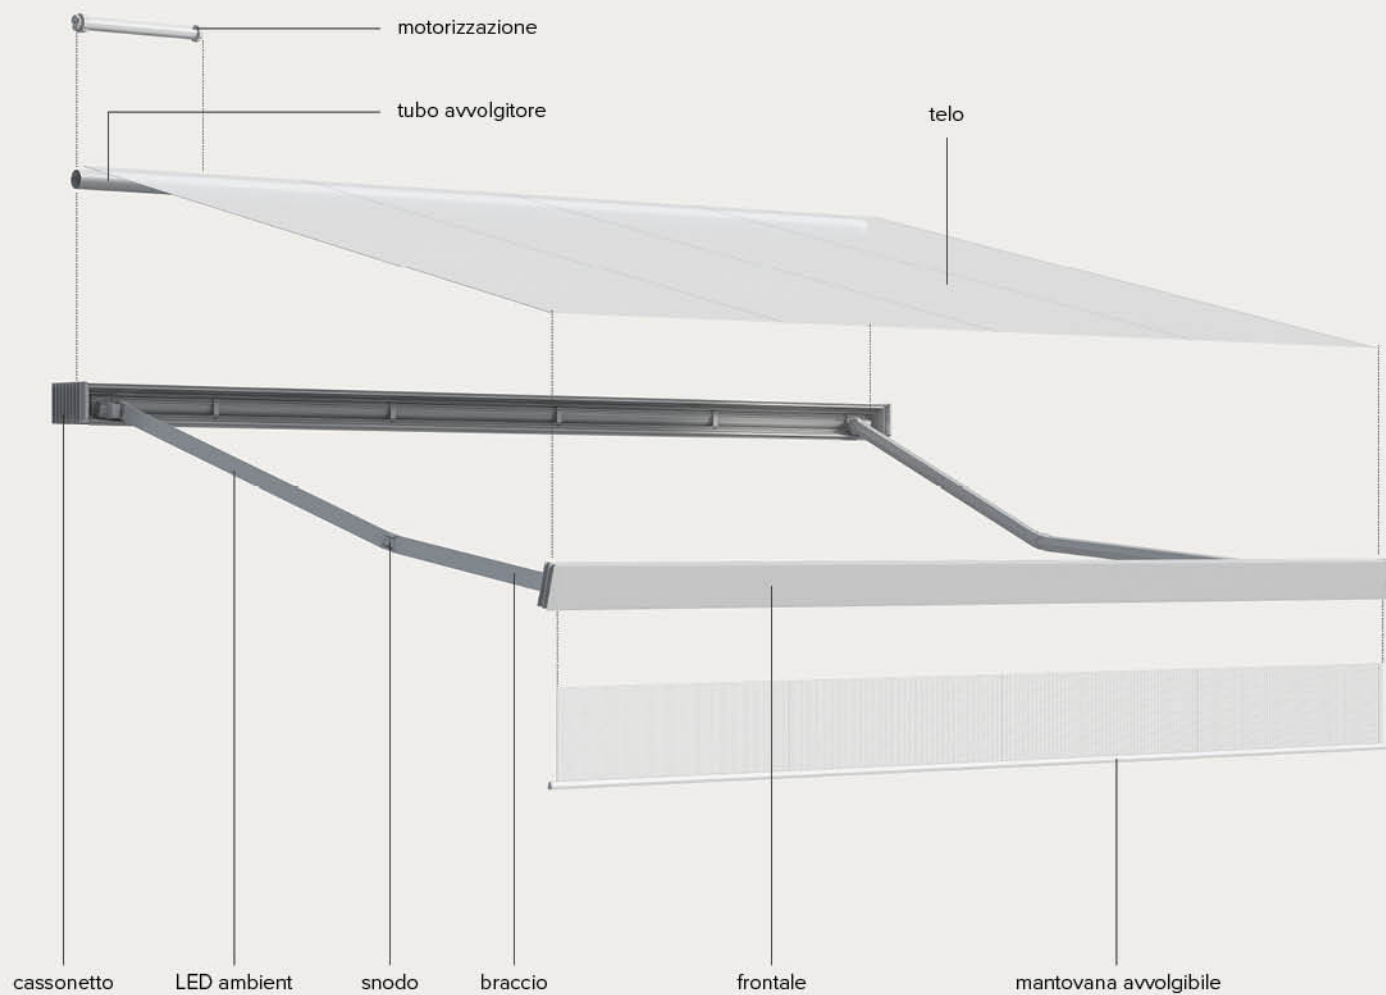 motorizzazione
tubo avvolgitore
telo
cassonetto
LED ambient
snodo
braccio
frontale
mantovana avvolgibile